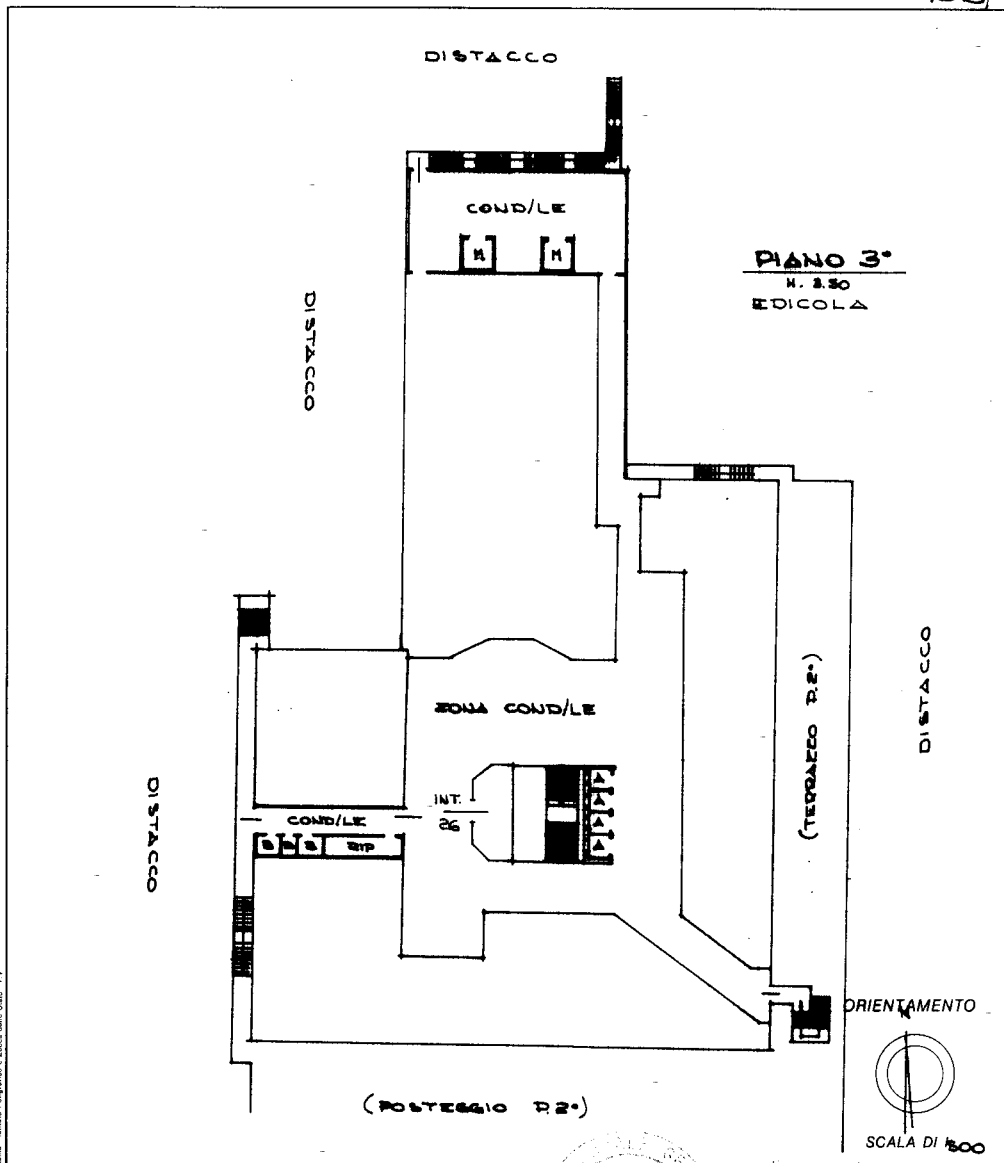 DISTACCO
COND/LE
M
M
PIANO 3°
H. 3.50
EDICOLA
DISTACCO
ZONA COND/LE
(TERRAZZO P.2°)
DISTACCO
DISTACCO
INT.
26
COND/LE
B
B
B
RIP
A
A
A
A
ORIENTAMENTO
N
(POSTEGGIO P.2°)
SCALA DI 1:500